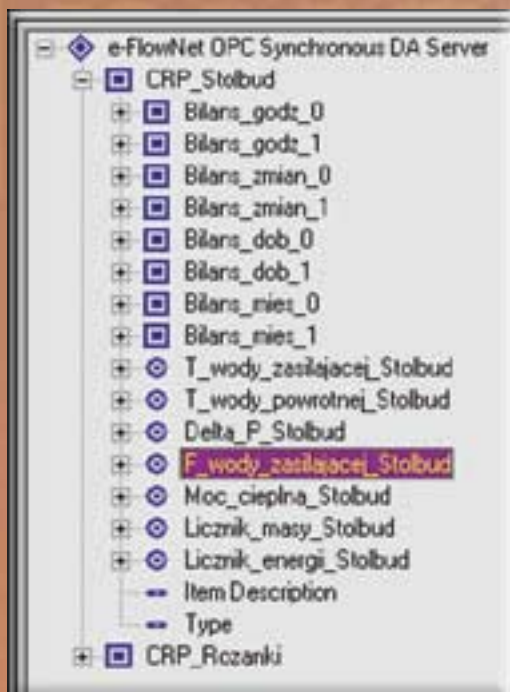 e-FlowNet OPC Synchronous DA Server
CRP_Stolbud
Bilans_godz_0
Bilans_godz_1
Bilans_zmian_0
Bilans_zmian_1
Bilans_dob_0
Bilans_dob_1
Bilans_mies_0
Bilans_mies_1
T_wody_zasilajacej_Stolbud
T_wody_powrotnej_Stolbud
Delta_P_Stolbud
F_wody_zasilajacej_Stolbud
Moc_cieplna_Stolbud
Licznik_masy_Stolbud
Licznik_energi_Stolbud
Item Description
Type
CRP_Rozanki